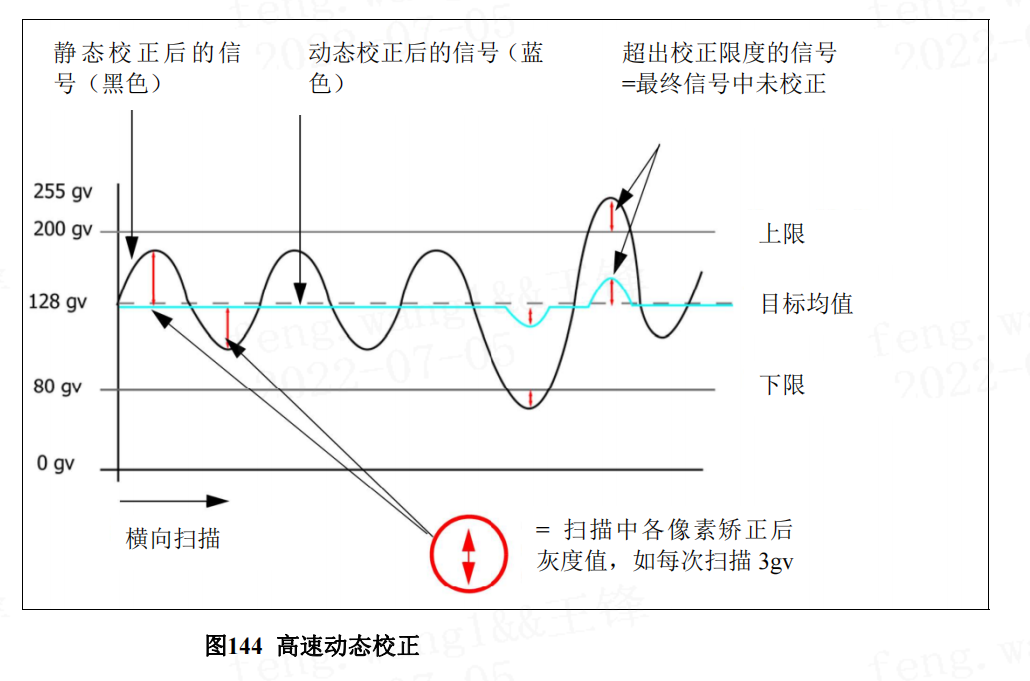 静态校正后的信
号（黑色）
动态校正后的信号（蓝
色）
超出校正限度的信号
=最终信号中未校正
255 gv
200 gv
上限
128 gv
目标均值
80 gv
下限
0 gv
横向扫描
= 扫描中各像素矫正后
灰度值，如每次扫描 3gv
图144 高速动态校正